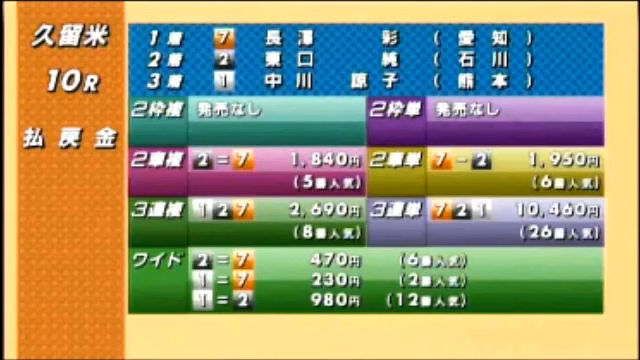 久留米
10R
払戻金
1着 7 長澤 彩 (愛知)
2着 2 東口 純 (石川)
3着 1 中川 諒子 (熊本)
2枠複 発売なし
2枠単 発売なし
2車複 2=7 1,840円
(5番人気)
2車単 7-2 1,950円
(6番人気)
3連複 1 2 7 2,690円
(8番人気)
3連単 7 2 1 10,460円
(26番人気)
ワイド 2=7 470円 (6番人気)
1=7 230円 (2番人気)
1=2 980円 (12番人気)